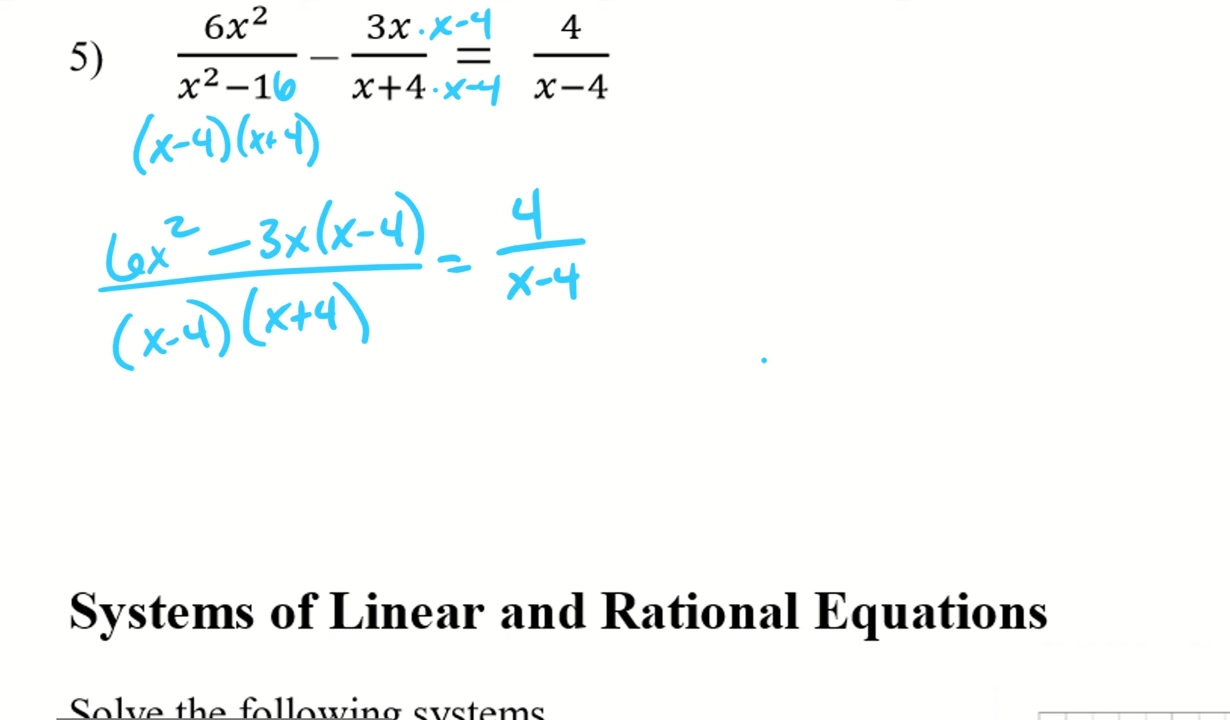 5) 6x²/(x²−16) − 3x·x-4/(x+4·x-4) = 4/(x−4)
(x-4)(x+4)
6x² - 3x(x-4)/((x-4)(x+4)) = 4/(x-4)
Systems of Linear and Rational Equations
Solve the following systems